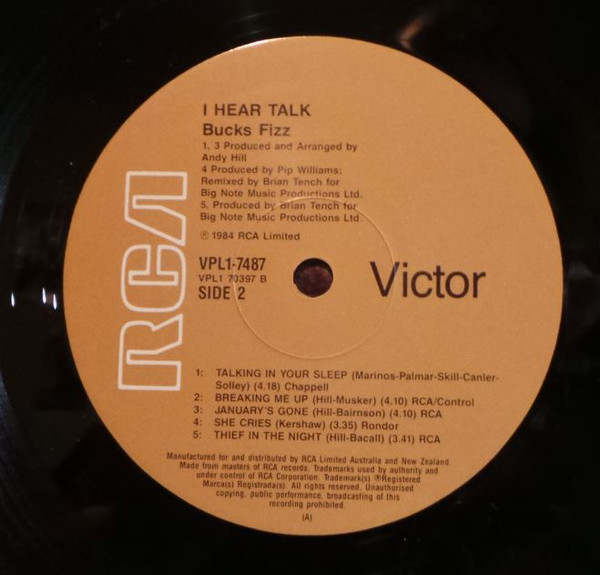 I HEAR TALK
Bucks Fizz
1, 3 Produced and Arranged by
Andy Hill
4 Produced by Pip Williams;
Remixed by Brian Tench for
Big Note Music Productions Ltd.
5, Produced by Brian Tench for
Big Note Music Productions Ltd.
℗ 1984 RCA Limited
RCA
VPL1-7487
VPL1 70397 B
SIDE 2
Victor
1: TALKING IN YOUR SLEEP (Marinos-Palmar-Skill-Canler-
Solley) (4.18) Chappell
2: BREAKING ME UP (Hill-Musker) (4.10) RCA/Control
3: JANUARY'S GONE (Hill-Bairnson) (4.10) RCA
4: SHE CRIES (Kershaw) (3.35) Rondor
5: THIEF IN THE NIGHT (Hill-Bacall) (3.41) RCA
Manufactured for and distributed by RCA Limited Australia and New Zealand.
Made from masters of RCA records. Trademarks used by authority and
under control of RCA Corporation. Trademark(s) ®Registered
Marca(s) Registrada(s). All rights reserved. Unauthorised
copying, public performance, broadcasting of this
recording prohibited.
(A)